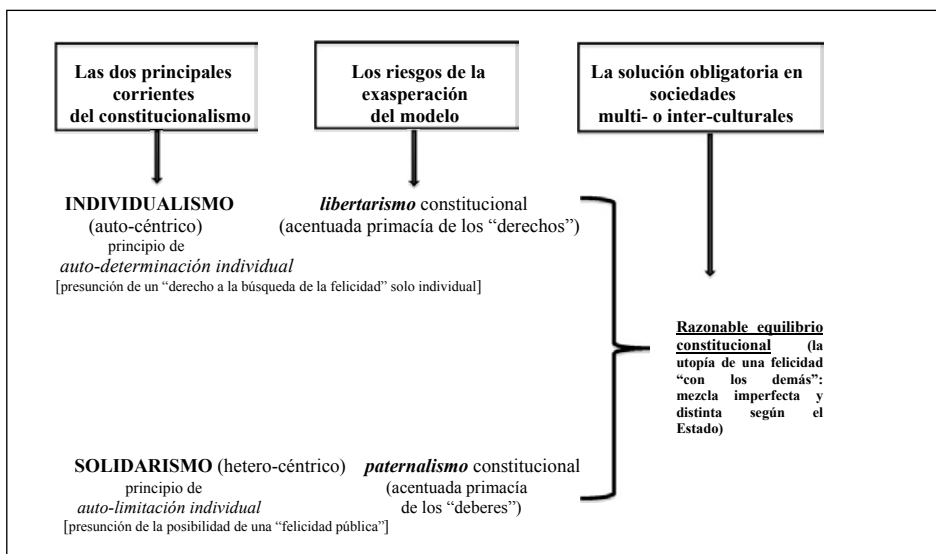 Las dos principales
corrientes
del constitucionalismo
Los riesgos de la
exasperación
del modelo
La solución obligatoria en
sociedades
multi- o inter-culturales
INDIVIDUALISMO
(auto-céntrico)
principio de
auto-determinación individual
[presunción de un “derecho a la búsqueda de la felicidad” solo individual]
libertarismo constitucional
(acentuada primacía de los “derechos”)
Razonable equilibrio
constitucional (la
utopía de una felicidad
“con los demás”:
mezcla imperfecta y
distinta según el
Estado)
SOLIDARISMO (hetero-céntrico)
principio de
auto-limitación individual
[presunción de la posibilidad de una “felicidad pública”]
paternalismo constitucional
(acentuada primacía
de los “deberes”)